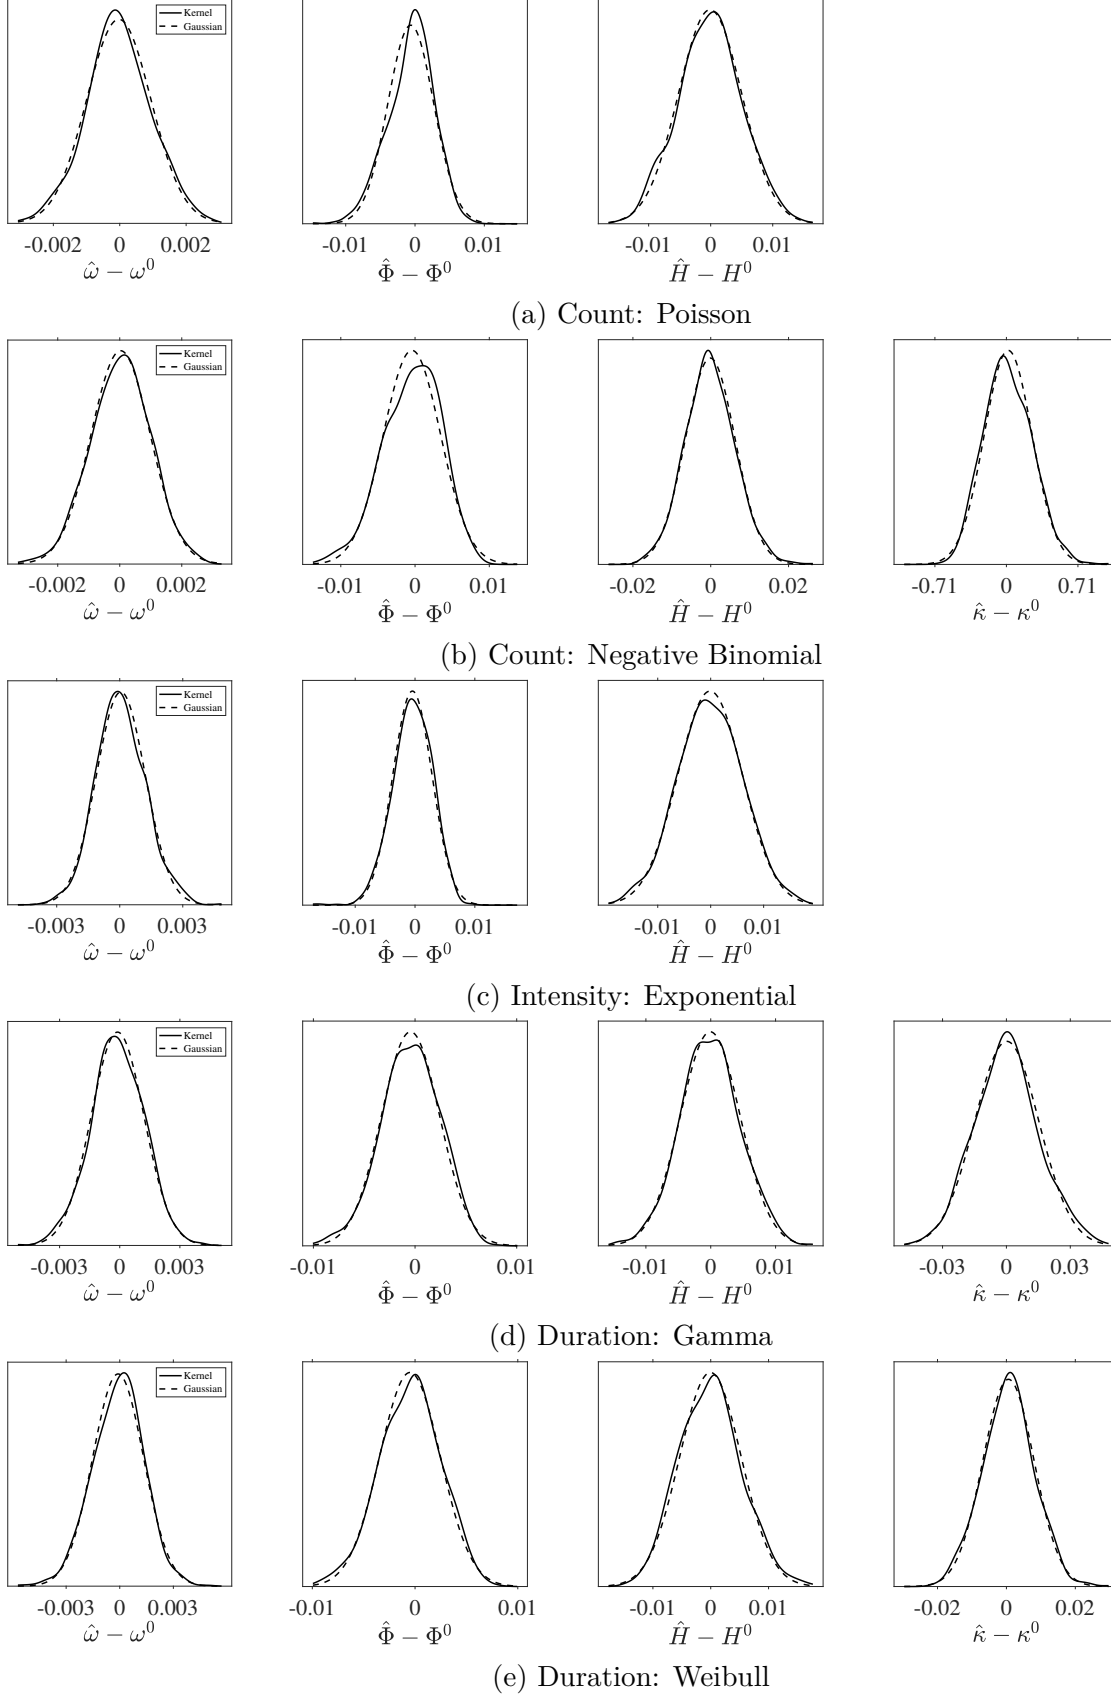 Kernel
Gaussian
-0.002 0 0.002 -0.01 0 0.01 -0.01 0 0.01
ω̂ − ω⁰ Φ̂ − Φ⁰ Ĥ − H⁰
(a) Count: Poisson
Kernel
Gaussian
-0.002 0 0.002 -0.01 0 0.01 -0.02 0 0.02 -0.71 0 0.71
ω̂ − ω⁰ Φ̂ − Φ⁰ Ĥ − H⁰ κ̂ − κ⁰
(b) Count: Negative Binomial
Kernel
Gaussian
-0.003 0 0.003 -0.01 0 0.01 -0.01 0 0.01
ω̂ − ω⁰ Φ̂ − Φ⁰ Ĥ − H⁰
(c) Intensity: Exponential
Kernel
Gaussian
-0.003 0 0.003 -0.01 0 0.01 -0.01 0 0.01 -0.03 0 0.03
ω̂ − ω⁰ Φ̂ − Φ⁰ Ĥ − H⁰ κ̂ − κ⁰
(d) Duration: Gamma
Kernel
Gaussian
-0.003 0 0.003 -0.01 0 0.01 -0.01 0 0.01 -0.02 0 0.02
ω̂ − ω⁰ Φ̂ − Φ⁰ Ĥ − H⁰ κ̂ − κ⁰
(e) Duration: Weibull